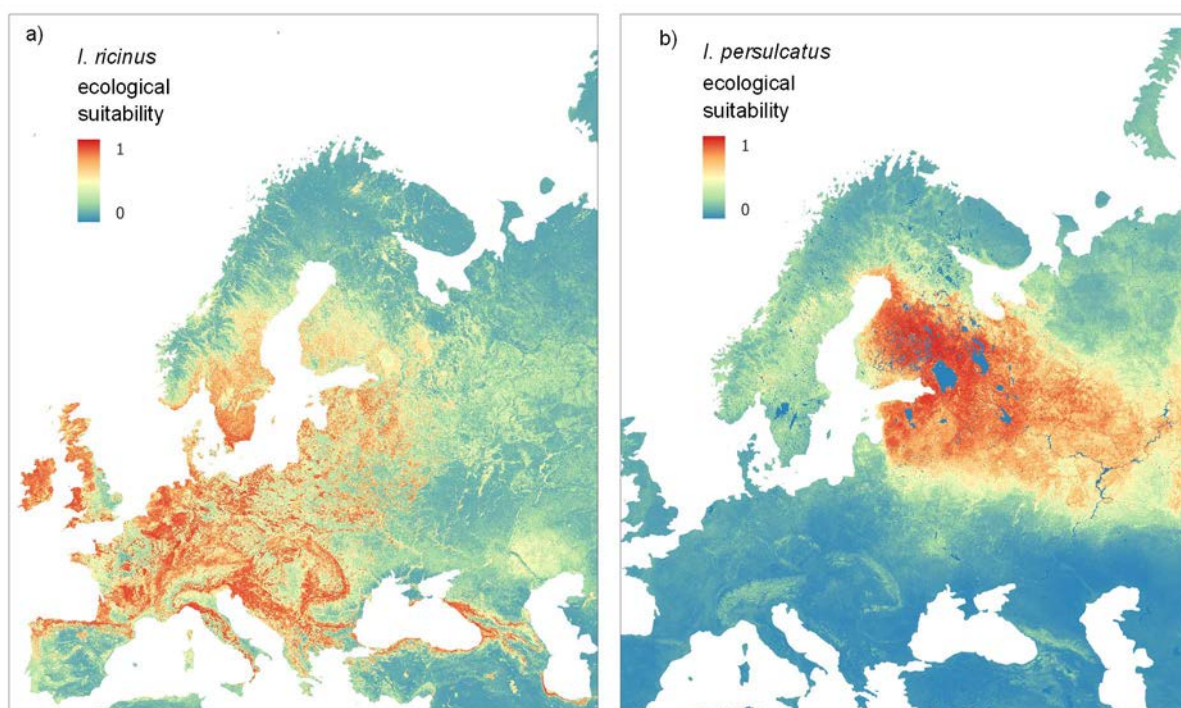 a)
I. ricinus
ecological
suitability
1
0
b)
I. persulcatus
ecological
suitability
1
0